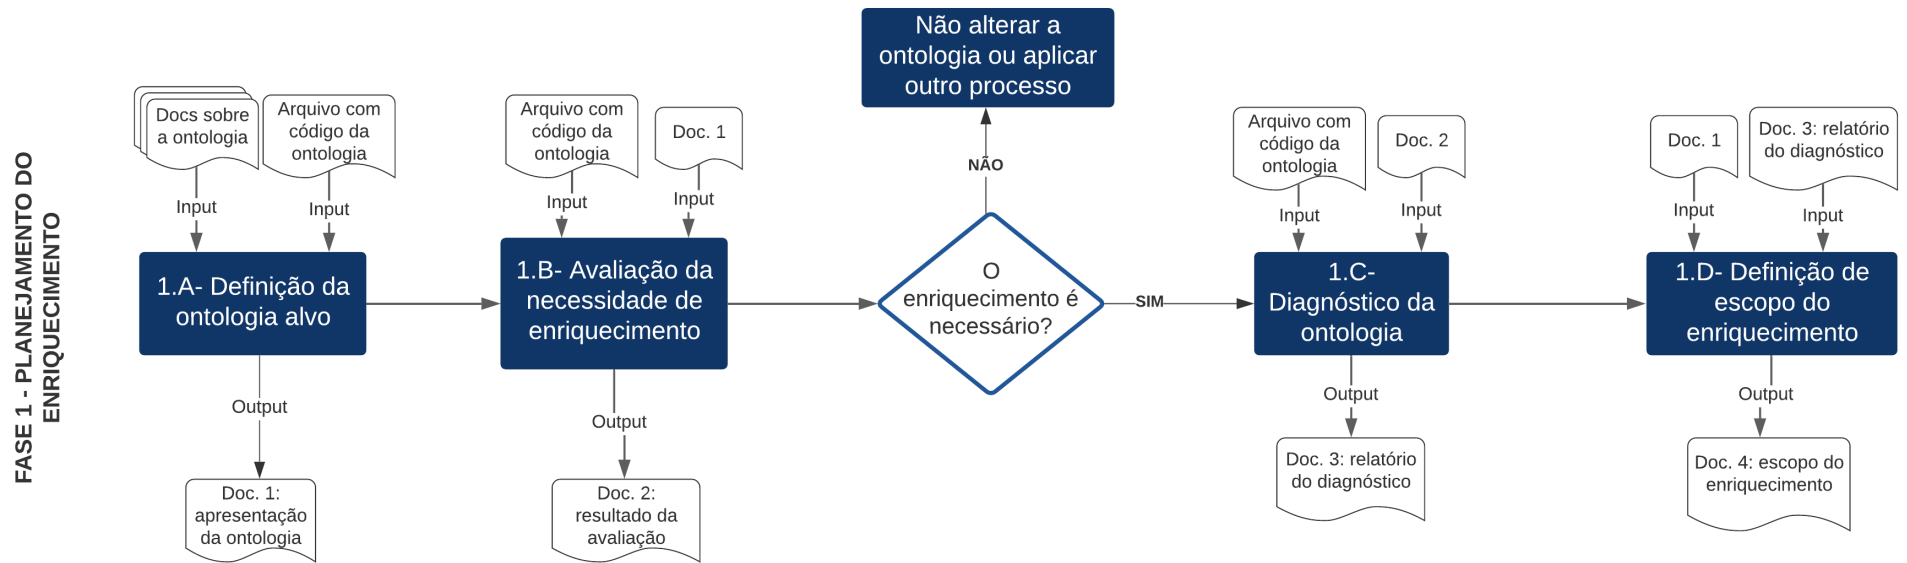 FASE 1 - PLANEJAMENTO DO
ENRIQUECIMENTO
Docs sobre
a ontologia
Arquivo com
código da
ontologia
Input
Input
1.A- Definição da
ontologia alvo
Output
Doc. 1:
apresentação
da ontologia
Arquivo com
código da
ontologia
Doc. 1
Input
Input
1.B- Avaliação da
necessidade de
enriquecimento
Output
Doc. 2:
resultado da
avaliação
Não alterar a
ontologia ou aplicar
outro processo
NÃO
O
enriquecimento é
necessário?
SIM
Arquivo com
código da
ontologia
Doc. 2
Input
Input
1.C-
Diagnóstico da
ontologia
Output
Doc. 3: relatório
do diagnóstico
Doc. 1
Doc. 3: relatório
do diagnóstico
Input
Input
1.D- Definição de
escopo do
enriquecimento
Output
Doc. 4: escopo do
enriquecimento